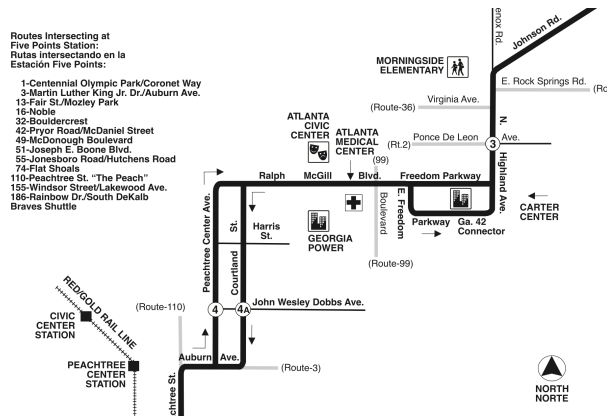 Routes Intersecting at
Five Points Station:
Rutas intersectando en la
Estación Five Points:
1-Centennial Olympic Park/Coronet Way
3-Martin Luther King Jr. Dr./Auburn Ave.
13-Fair St./Mozley Park
16-Noble
32-Bouldercrest
42-Pryor Road/McDaniel Street
49-McDonough Boulevard
51-Joseph E. Boone Blvd.
55-Jonesboro Road/Hutchens Road
74-Flat Shoals
110-Peachtree St. "The Peach"
155-Windsor Street/Lakewood Ave.
186-Rainbow Dr./South DeKalb
Braves Shuttle
enox Rd.
Johnson Rd.
MORNINGSIDE
ELEMENTARY
E. Rock Springs Rd.
(Ro
Virginia Ave.
(Route-36)
N.
Highland Ave.
Ponce De Leon
Ave.
(Rt.2)
3
ATLANTA
CIVIC
CENTER
ATLANTA
MEDICAL
CENTER
(99)
Ralph
McGill
Blvd.
Freedom Parkway
E. Freedom
Parkway
Ga. 42
Connector
CARTER
CENTER
Boulevard
(Route-99)
GEORGIA
POWER
Peachtree Center Ave.
Courtland
St.
Harris
St.
John Wesley Dobbs Ave.
4
4A
(Route-110)
Auburn
Ave.
(Route-3)
RED/GOLD RAIL LINE
CIVIC
CENTER
STATION
PEACHTREE
CENTER
STATION
chtree St.
NORTH
NORTE